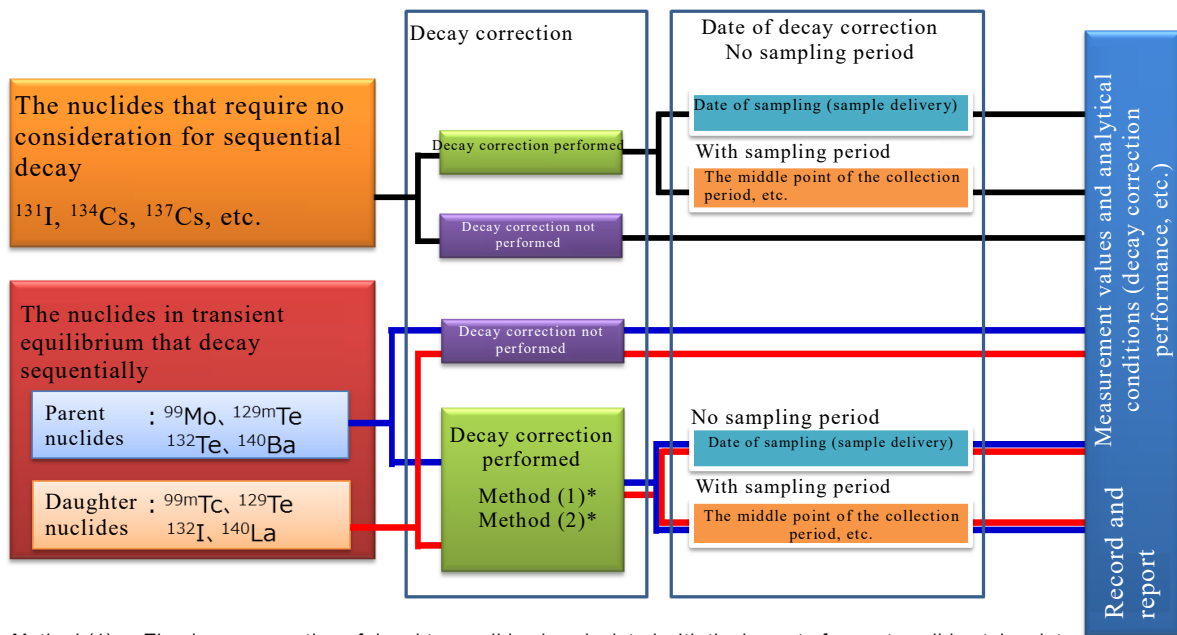 Decay correction
Date of decay correction
No sampling period
The nuclides that require no
consideration for sequential
decay
¹³¹I, ¹³⁴Cs, ¹³⁷Cs, etc.
Decay correction performed
Decay correction not
performed
Date of sampling (sample delivery)
With sampling period
The middle point of the collection
period, etc.
The nuclides in transient
equilibrium that decay
sequentially
Parent : ⁹⁹Mo、¹²⁹ᵐTe
nuclides ¹³²Te、¹⁴⁰Ba
Daughter : ⁹⁹ᵐTc、¹²⁹Te
nuclides ¹³²I、¹⁴⁰La
Decay correction not
performed
Decay correction
performed
Method (1)*
Method (2)*
No sampling period
Date of sampling (sample delivery)
With sampling period
The middle point of the collection
period, etc.
Measurement values and analytical
conditions (decay correction
performance, etc.)
Record and
report